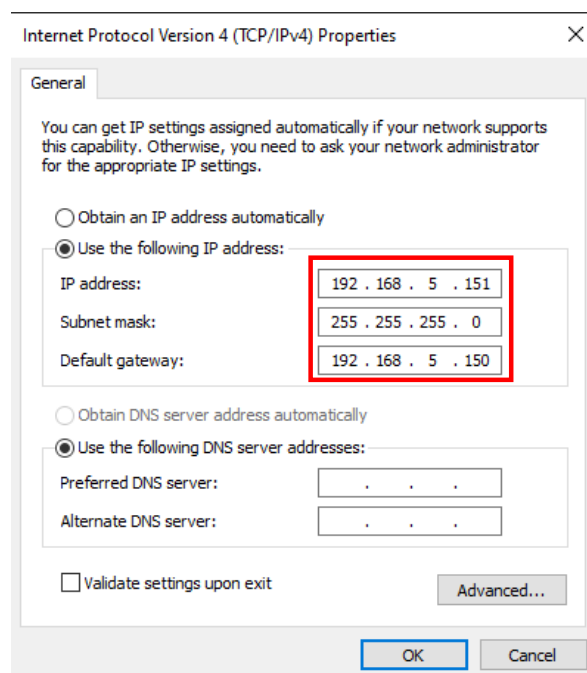 Internet Protocol Version 4 (TCP/IPv4) Properties
General
You can get IP settings assigned automatically if your network supports
this capability. Otherwise, you need to ask your network administrator
for the appropriate IP settings.
Obtain an IP address automatically
Use the following IP address:
IP address: 192 . 168 . 5 . 151
Subnet mask: 255 . 255 . 255 . 0
Default gateway: 192 . 168 . 5 . 150
Obtain DNS server address automatically
Use the following DNS server addresses:
Preferred DNS server: . . .
Alternate DNS server: . . .
Validate settings upon exit
Advanced...
OK Cancel